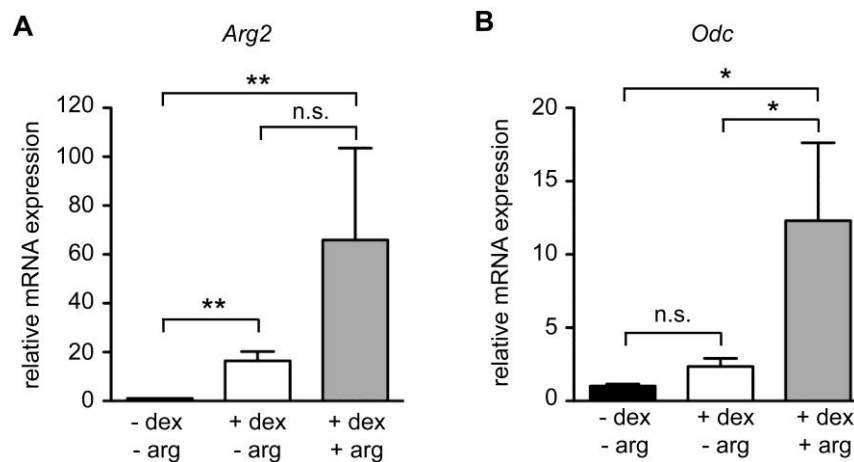 A
Arg2
**
n.s.
**
relative mRNA expression
120
100
80
60
40
20
0
- dex
- arg
+ dex
- arg
+ dex
+ arg
B
Odc
*
*
n.s.
relative mRNA expression
20
15
10
5
0
- dex
- arg
+ dex
- arg
+ dex
+ arg